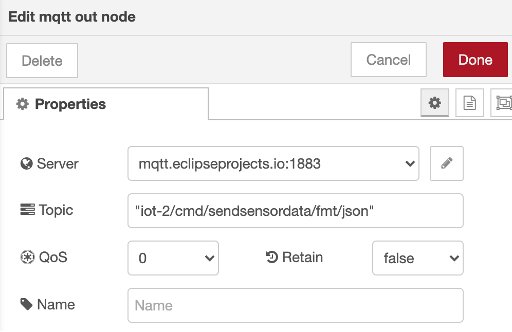 Edit mqtt out node
Delete
Cancel
Done
Properties
Server
mqtt.eclipseprojects.io:1883
Topic
"iot-2/cmd/sendsensordata/fmt/json"
QoS
0
Retain
false
Name
Name